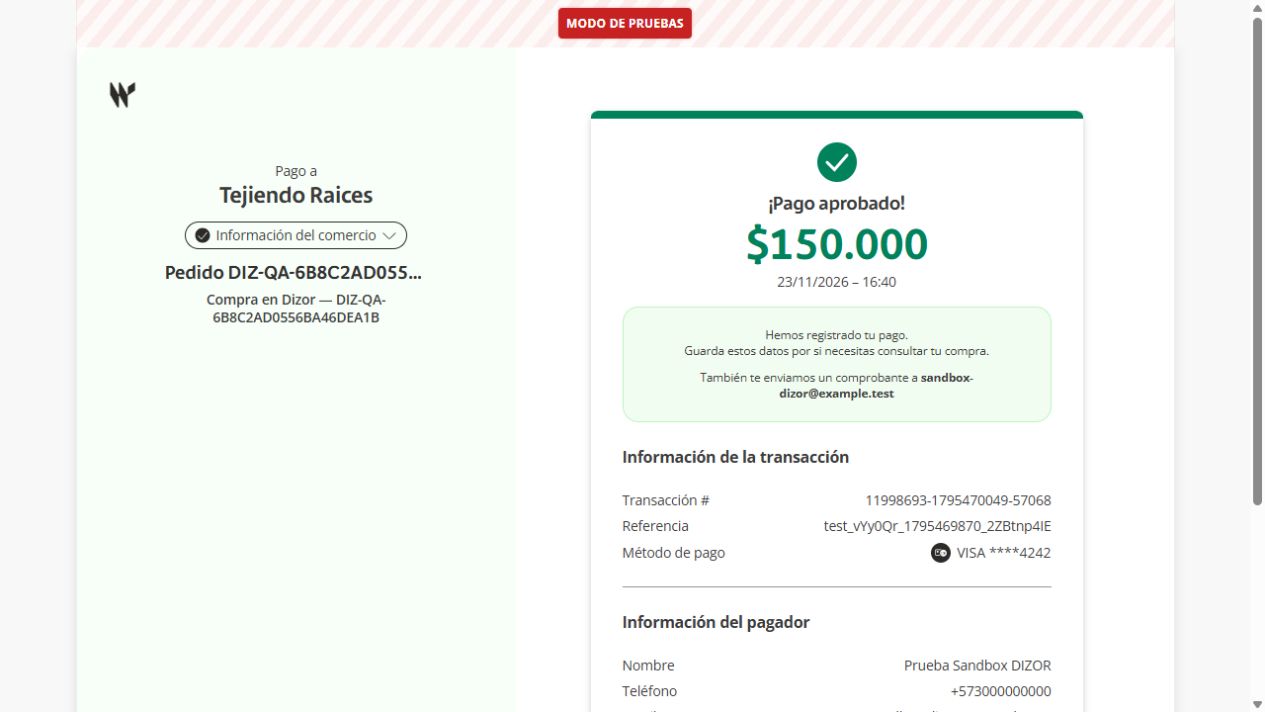 MODO DE PRUEBAS
Pago a
Tejiendo Raices
Información del comercio
Pedido DIZ-QA-6B8C2AD055...
Compra en Dizor — DIZ-QA-
6B8C2AD0556BA46DEA1B
¡Pago aprobado!
$150.000
23/11/2026 – 16:40
Hemos registrado tu pago.
Guarda estos datos por si necesitas consultar tu compra.
También te enviamos un comprobante a sandbox-
dizor@example.test
Información de la transacción
Transacción # 11998693-1795470049-57068
Referencia test_vYy0Qr_1795469870_2ZBtnp4IE
Método de pago VISA ****4242
Información del pagador
Nombre Prueba Sandbox DIZOR
Teléfono +573000000000